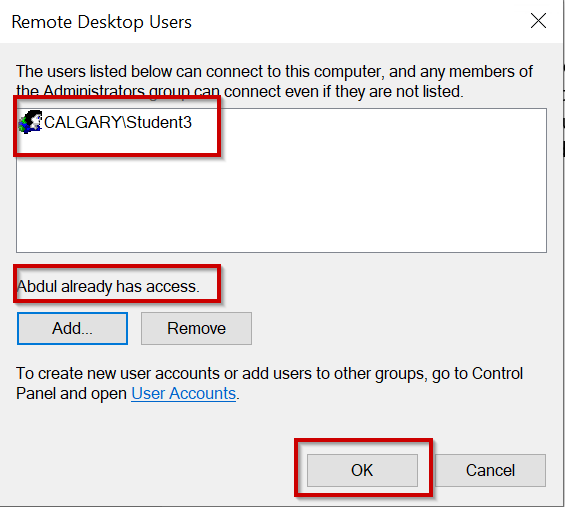 Remote Desktop Users
The users listed below can connect to this computer, and any members of
the Administrators group can connect even if they are not listed.
CALGARY\Student3
Abdul already has access.
Add...
Remove
To create new user accounts or add users to other groups, go to Control
Panel and open User Accounts.
OK
Cancel